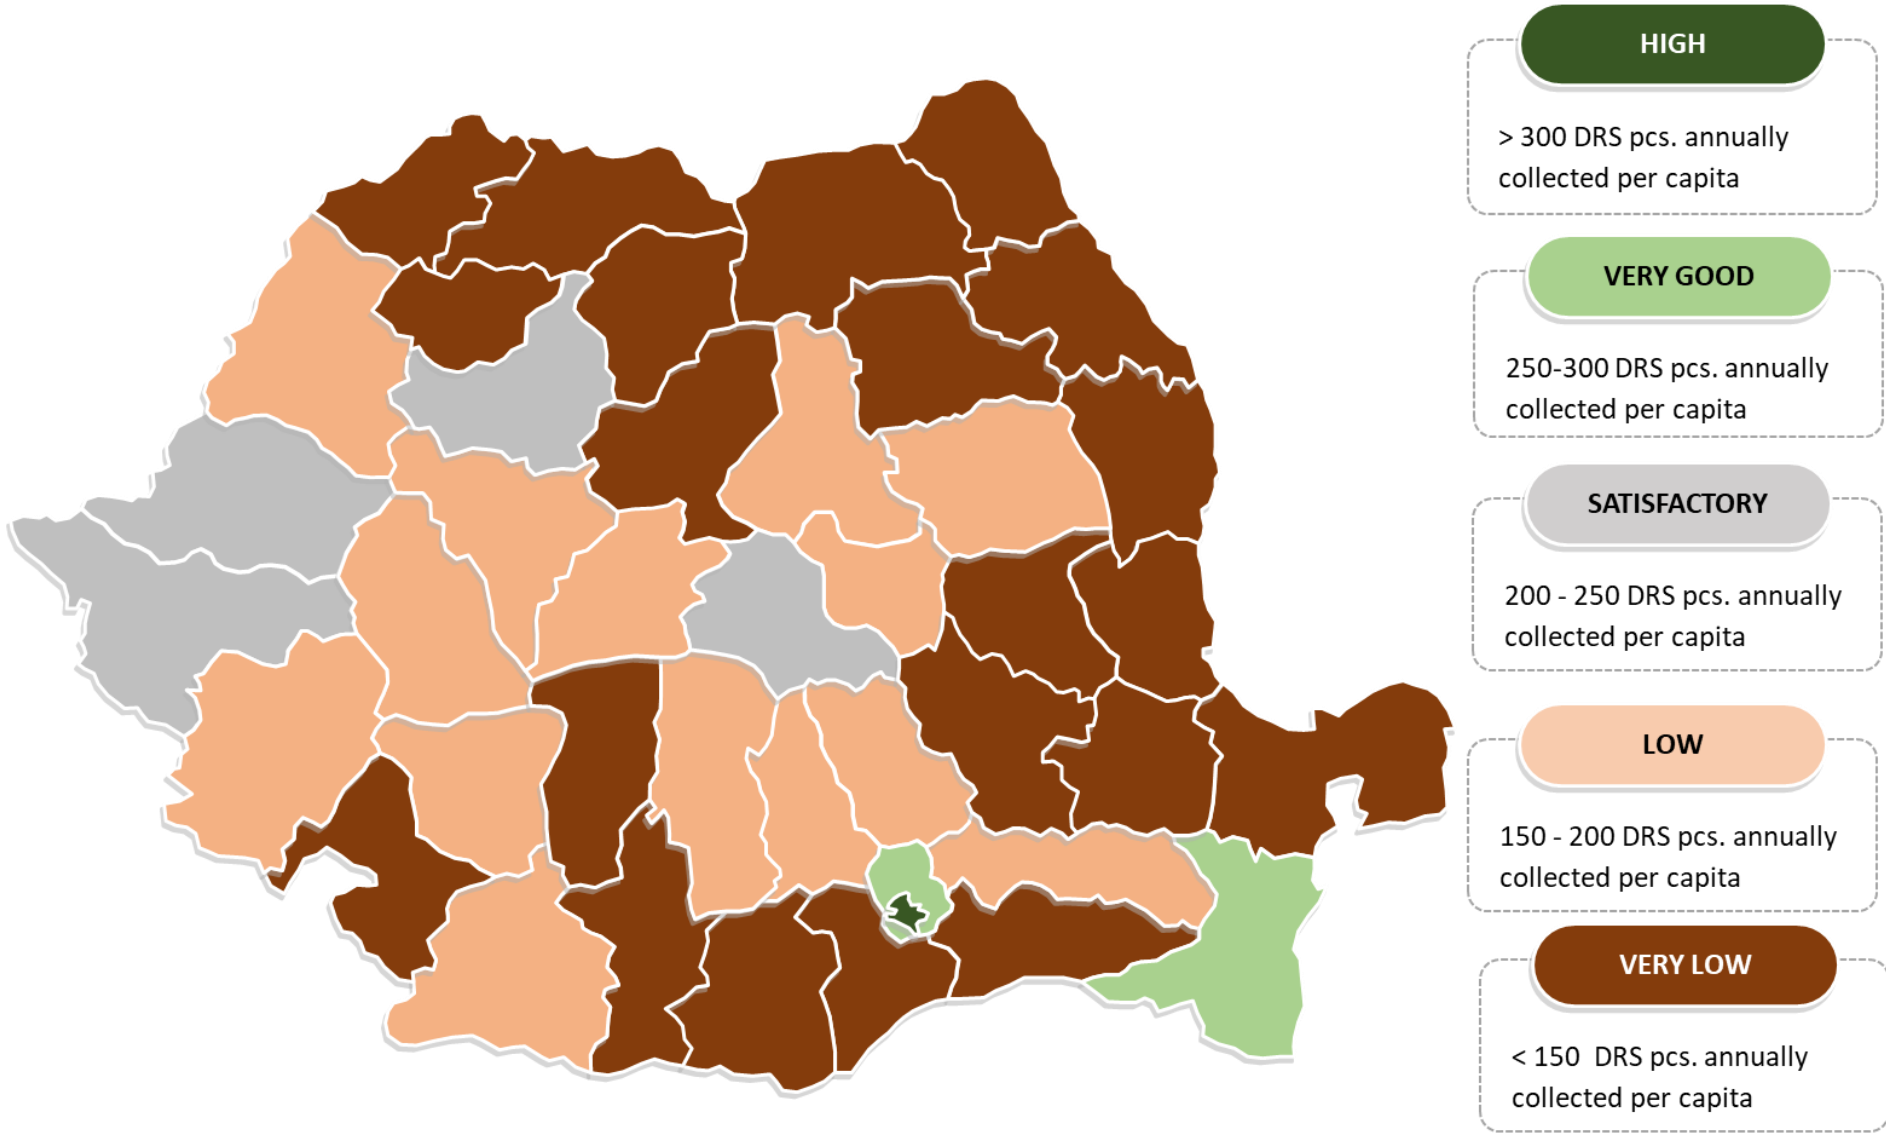 HIGH
> 300 DRS pcs. annually
collected per capita
VERY GOOD
250-300 DRS pcs. annually
collected per capita
SATISFACTORY
200 - 250 DRS pcs. annually
collected per capita
LOW
150 - 200 DRS pcs. annually
collected per capita
VERY LOW
< 150 DRS pcs. annually
collected per capita